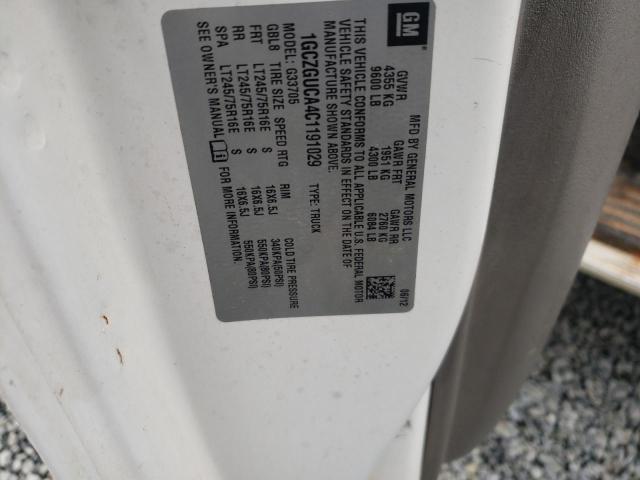 GM
MFD BY GENERAL MOTORS LLC
06/12
GVWR
GAWR FRT
GAWR RR
4355 KG
1951 KG
2760 KG
9600 LB
4300 LB
6084 LB
THIS VEHICLE CONFORMS TO ALL APPLICABLE U.S. FEDERAL MOTOR
VEHICLE SAFETY STANDARDS IN EFFECT ON THE DATE OF
MANUFACTURE SHOWN ABOVE.
1GCZGUCA4C1191029
TYPE: TRUCK
MODEL: G33705
GBL8 TIRE SIZE SPEED RTG RIM COLD TIRE PRESSURE
FRT LT245/75R16E S 16X6.5J 340KPA(50PSI)
RR LT245/75R16E S 16X6.5J 550KPA(80PSI)
SPA LT245/75R16E S 16X6.5J 550KPA(80PSI)
SEE OWNER'S MANUAL FOR MORE INFORMATION